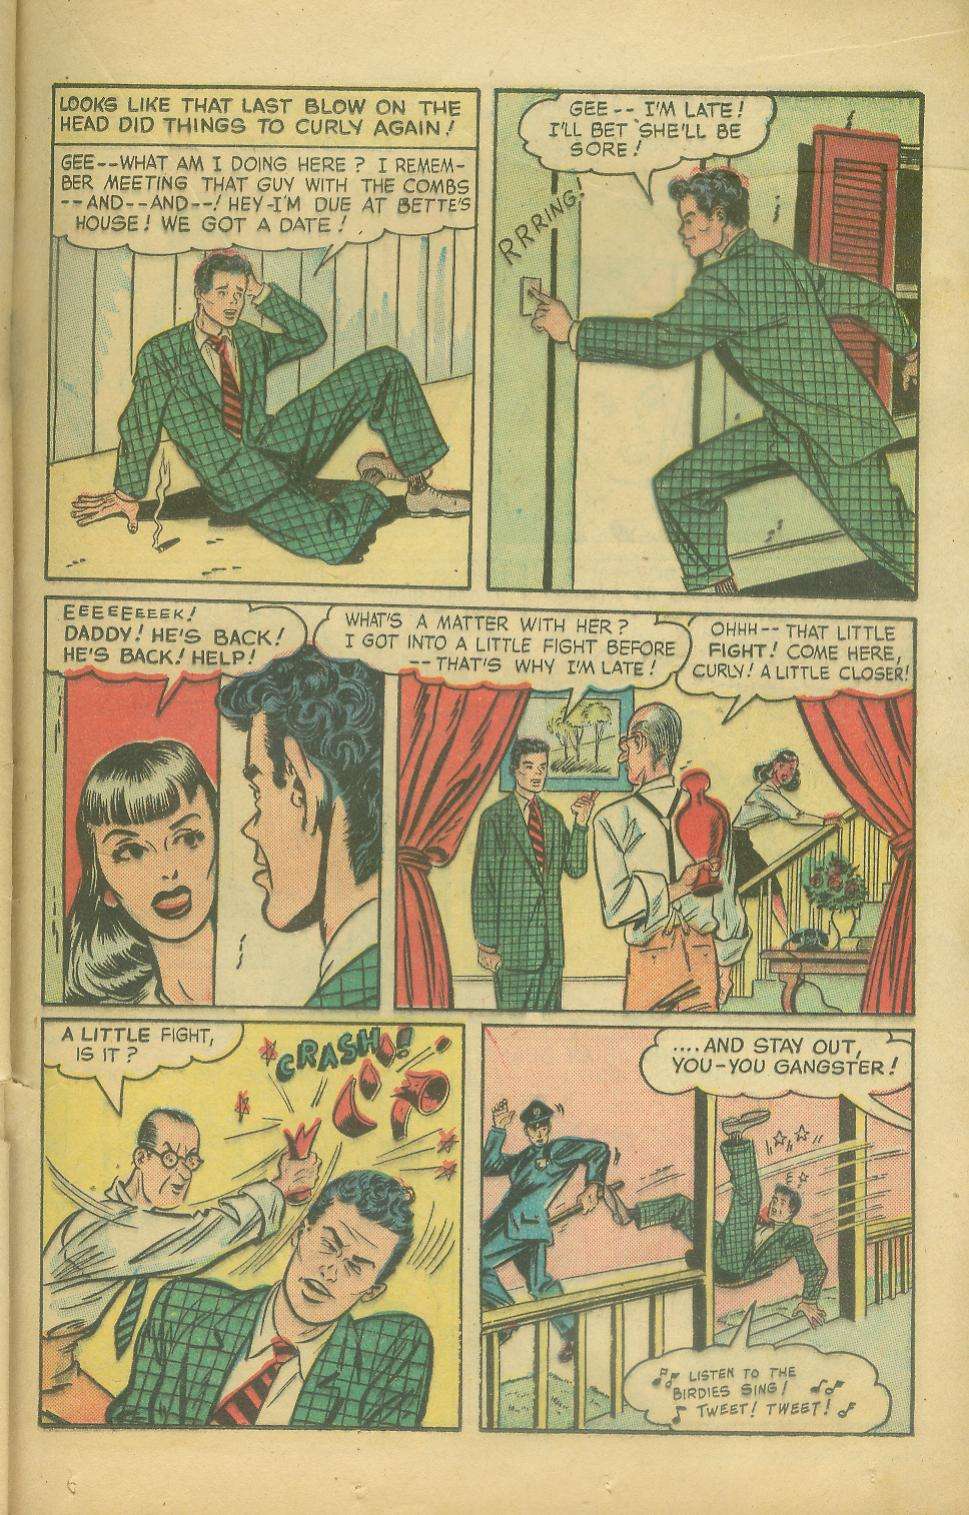 LOOKS LIKE THAT LAST BLOW ON THE
HEAD DID THINGS TO CURLY AGAIN!
GEE--WHAT AM I DOING HERE? I REMEM-
BER MEETING THAT GUY WITH THE COMBS
--AND--AND--! HEY-I'M DUE AT BETTE'S
HOUSE! WE GOT A DATE!
GEE-- I'M LATE!
I'LL BET SHE'LL BE
SORE!
RRRING!
EEEEEEEEK!
DADDY! HE'S BACK!
HE'S BACK! HELP!
WHAT'S A MATTER WITH HER?
I GOT INTO A LITTLE FIGHT BEFORE
-- THAT'S WHY I'M LATE!
OHHH-- THAT LITTLE
FIGHT! COME HERE,
CURLY! A LITTLE CLOSER!
A LITTLE FIGHT,
IS IT?
CRASH!
....AND STAY OUT,
YOU-YOU GANGSTER!
LISTEN TO THE
BIRDIES SING!
TWEET! TWEET!